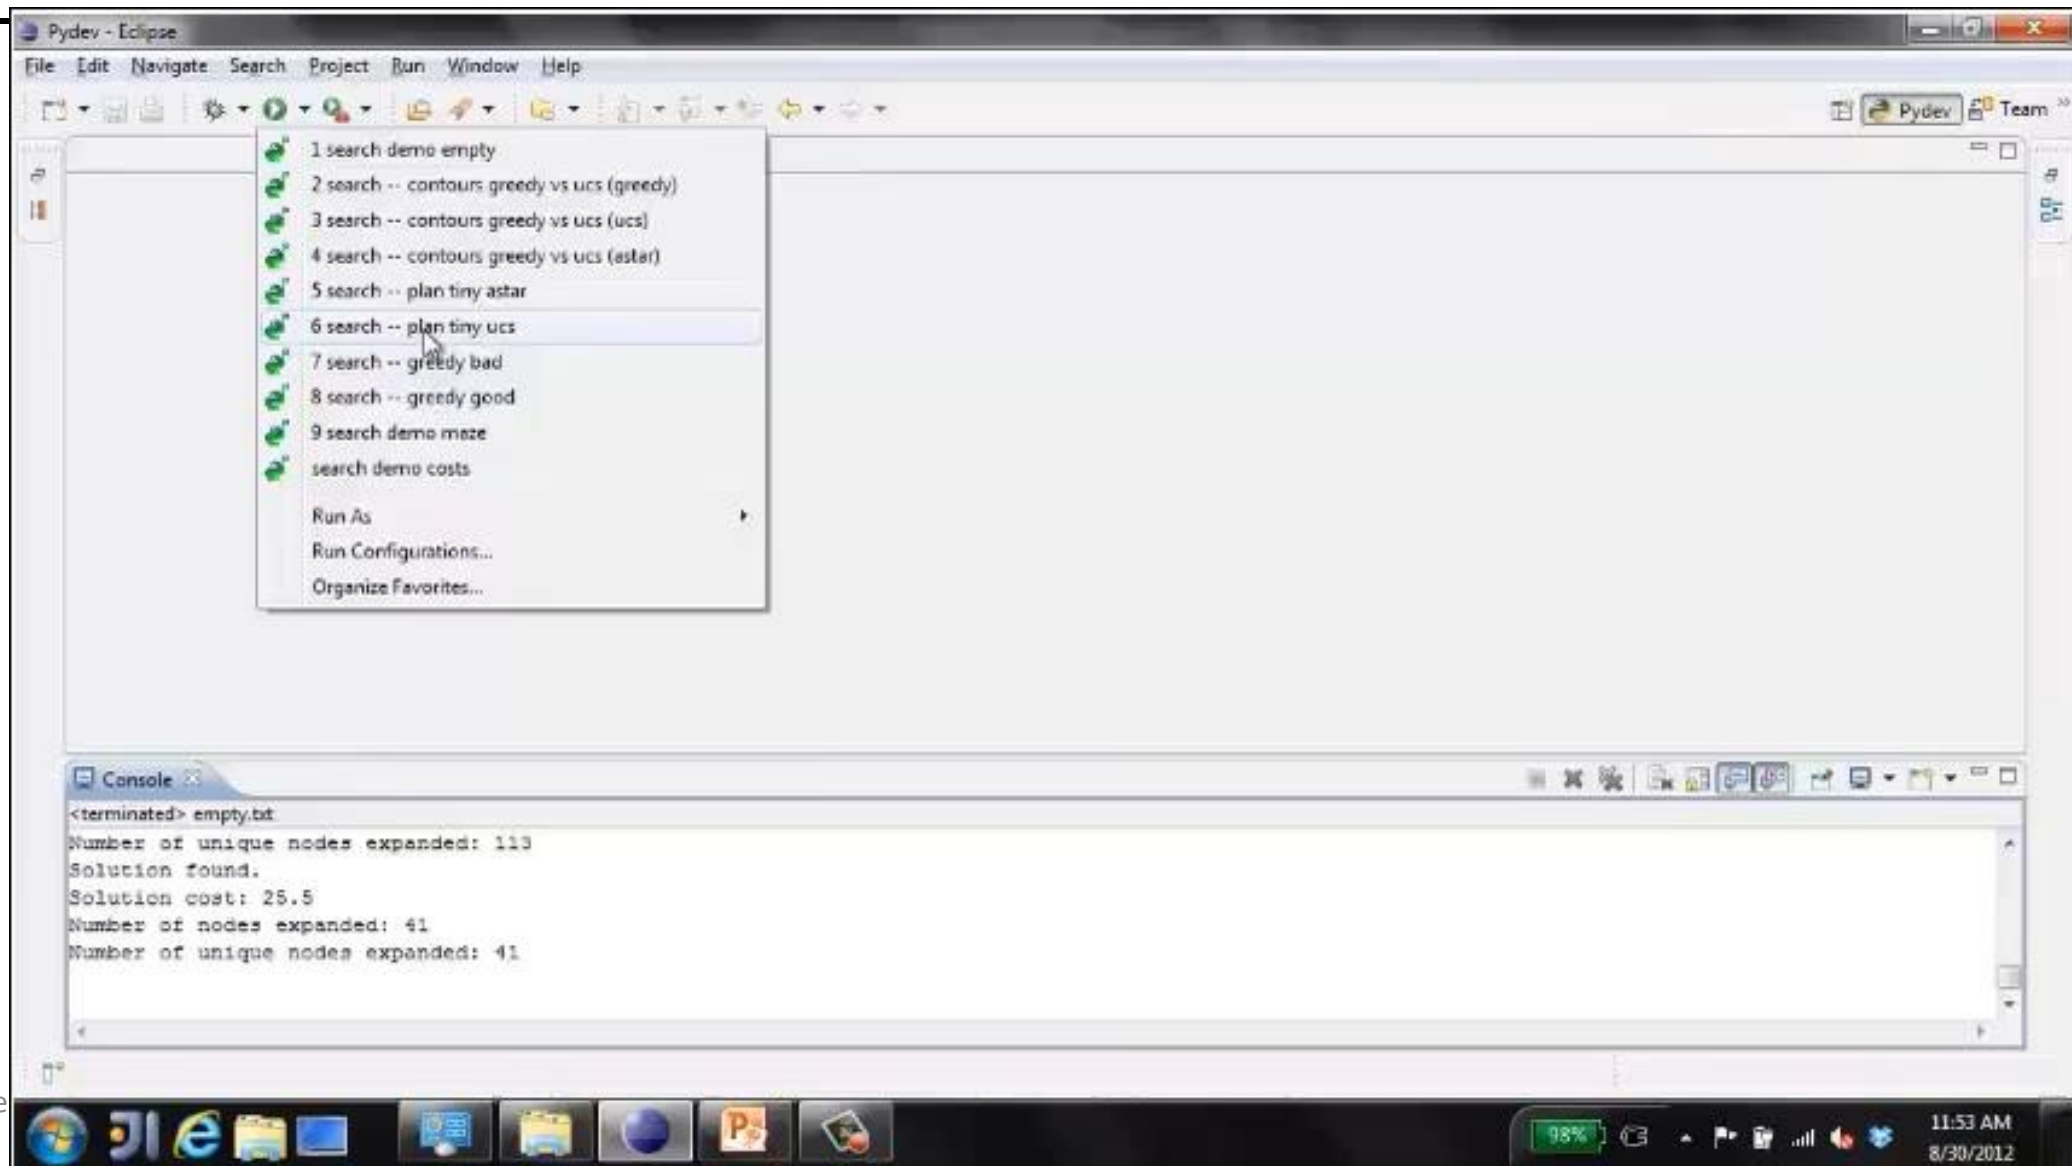 Pydev - Eclipse
File Edit Navigate Search Project Run Window Help
Pydev Team
1 search demo empty
2 search -- contours greedy vs ucs (greedy)
3 search -- contours greedy vs ucs (ucs)
4 search -- contours greedy vs ucs (astar)
5 search -- plan tiny astar
6 search -- plan tiny ucs
7 search -- greedy bad
8 search -- greedy good
9 search demo maze
search demo costs
Run As
Run Configurations...
Organize Favorites...
Console
<terminated> empty.txt
Number of unique nodes expanded: 113
Solution found.
Solution cost: 25.5
Number of nodes expanded: 41
Number of unique nodes expanded: 41
e
98%
11:53 AM
8/30/2012